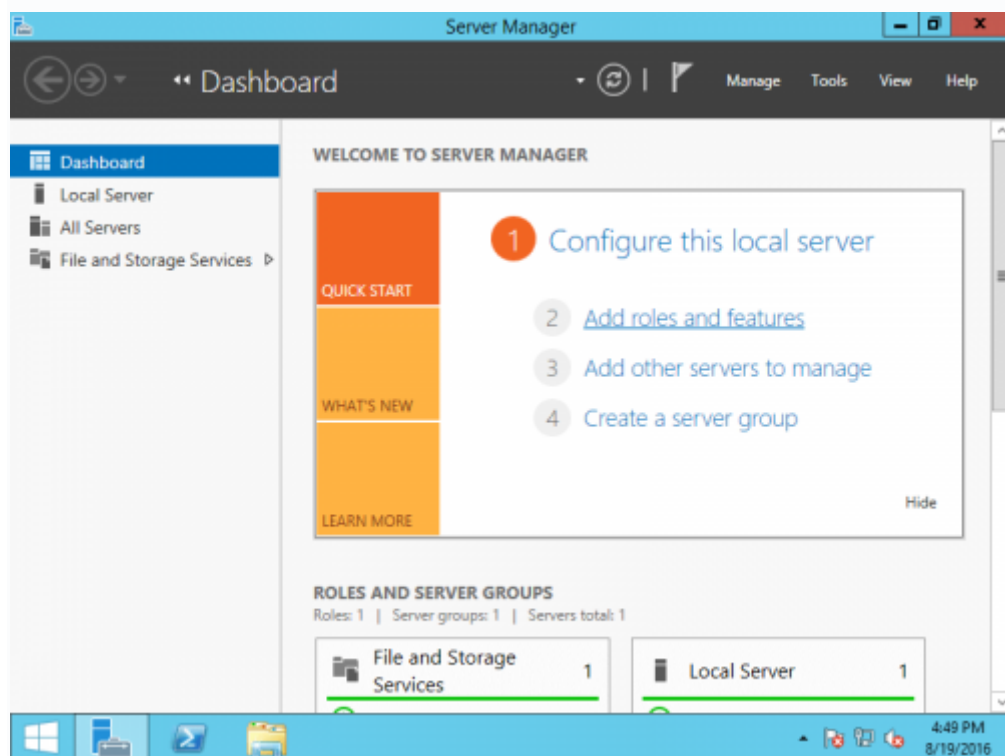 Server Manager
Dashboard
Manage Tools View Help
Dashboard
Local Server
All Servers
File and Storage Services
WELCOME TO SERVER MANAGER
QUICK START
WHAT'S NEW
LEARN MORE
1 Configure this local server
2 Add roles and features
3 Add other servers to manage
4 Create a server group
Hide
ROLES AND SERVER GROUPS
Roles: 1 | Server groups: 1 | Servers total: 1
File and Storage
Services
1
Local Server
1
4:49 PM
8/19/2016